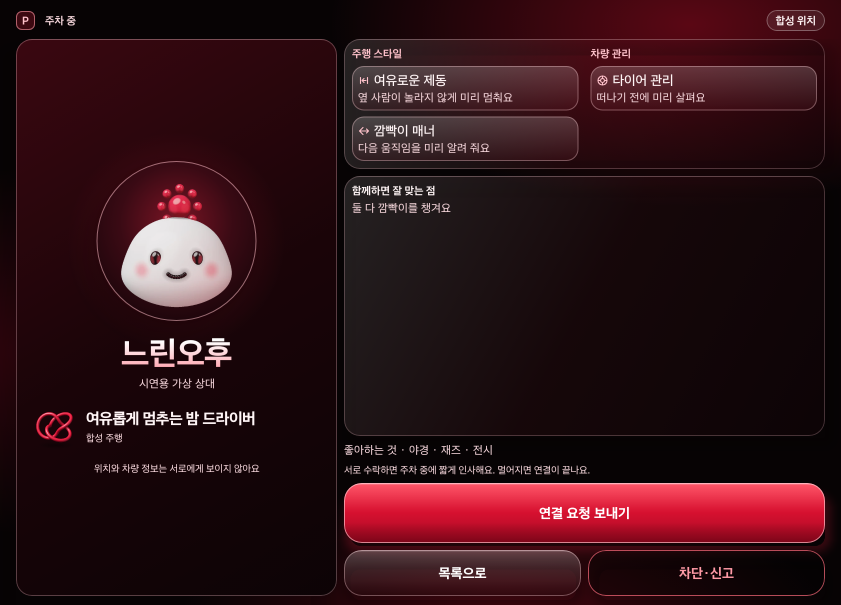 P 주차 중
합성 위치
느린오후
시연용 가상 상대
여유롭게 멈추는 밤 드라이버
합성 주행
위치와 차량 정보는 서로에게 보이지 않아요
주행 스타일
여유로운 제동
옆 사람이 놀라지 않게 미리 멈춰요
깜빡이 매너
다음 움직임을 미리 알려 줘요
차량 관리
타이어 관리
떠나기 전에 미리 살펴요
함께하면 잘 맞는 점
둘 다 깜빡이를 챙겨요
좋아하는 것 · 야경 · 재즈 · 전시
서로 수락하면 주차 중에 짧게 인사해요. 멀어지면 연결이 끝나요.
연결 요청 보내기
목록으로
차단·신고